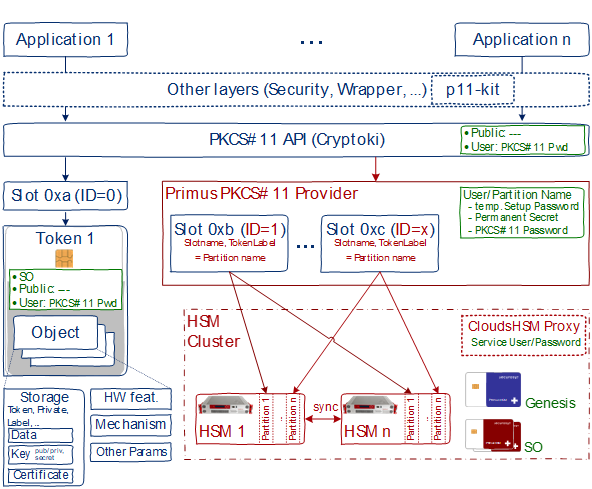 Application 1
...
Application n
Other layers (Security, Wrapper, ...)
p11-kit
PKCS# 11 API (Cryptoki)
• Public: ---
• User: PKCS# 11 Pwd
Slot 0xa (ID=0)
Primus PKCS# 11 Provider
User/Partition Name
- temp. Setup Password
- Permanent Secret
- PKCS# 11 Password
Slot 0xb (ID=1)
Slotname, TokenLabel
= Partition name
...
Slot 0xc (ID=x)
Slotname, TokenLabel
= Partition name
Token 1
• SO
• Public: ---
• User: PKCS# 11 Pwd
Object
HSM
Cluster
CloudsHSM Proxy
Service User/Password
Storage
Token, Private,
Label, ..
Data
Key pub/priv,
secret
Certificate
HW feat.
Mechanism
Other Params
HSM 1
Partition 1
...
Partition n
sync
HSM n
Partition 1
...
Partition n
Genesis
SO